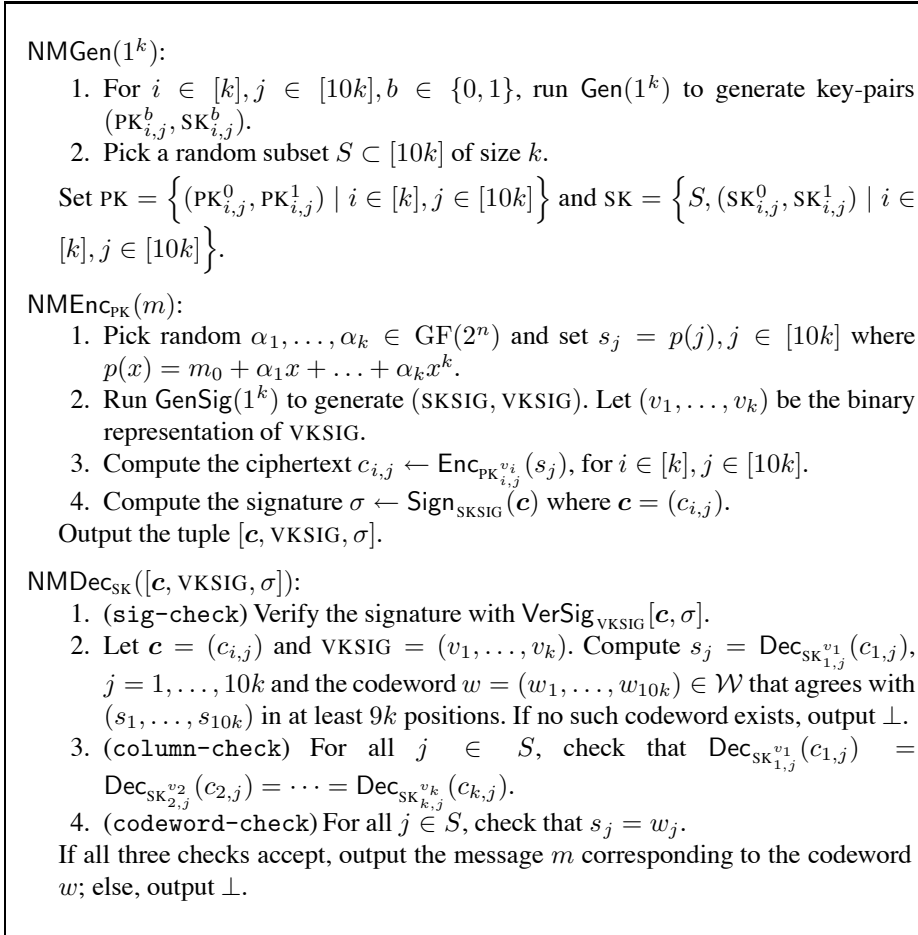 NMGen(1^k):
1. For i ∈ [k], j ∈ [10k], b ∈ {0, 1}, run Gen(1^k) to generate key-pairs
(PK^b_{i,j}, SK^b_{i,j}).
2. Pick a random subset S ⊂ [10k] of size k.
Set PK = {(PK^0_{i,j}, PK^1_{i,j}) | i ∈ [k], j ∈ [10k]} and SK = {S, (SK^0_{i,j}, SK^1_{i,j}) | i ∈
[k], j ∈ [10k]}.
NMEnc_{PK}(m):
1. Pick random α_1, . . . , α_k ∈ GF(2^n) and set s_j = p(j), j ∈ [10k] where
p(x) = m_0 + α_1x + . . . + α_kx^k.
2. Run GenSig(1^k) to generate (SKSIG, VKSIG). Let (v_1, . . . , v_k) be the binary
representation of VKSIG.
3. Compute the ciphertext c_{i,j} ← Enc_{PK^{v_i}_{i,j}}(s_j), for i ∈ [k], j ∈ [10k].
4. Compute the signature σ ← Sign_{SKSIG}(c) where c = (c_{i,j}).
Output the tuple [c, VKSIG, σ].
NMDec_{SK}([c, VKSIG, σ]):
1. (sig-check) Verify the signature with VerSig_{VKSIG}[c, σ].
2. Let c = (c_{i,j}) and VKSIG = (v_1, . . . , v_k). Compute s_j = Dec_{SK^{v_1}_{1,j}}(c_{1,j}),
j = 1, . . . , 10k and the codeword w = (w_1, . . . , w_{10k}) ∈ W that agrees with
(s_1, . . . , s_{10k}) in at least 9k positions. If no such codeword exists, output ⊥.
3. (column-check) For all j ∈ S, check that Dec_{SK^{v_1}_{1,j}}(c_{1,j}) =
Dec_{SK^{v_2}_{2,j}}(c_{2,j}) = · · · = Dec_{SK^{v_k}_{k,j}}(c_{k,j}).
4. (codeword-check) For all j ∈ S, check that s_j = w_j.
If all three checks accept, output the message m corresponding to the codeword
w; else, output ⊥.